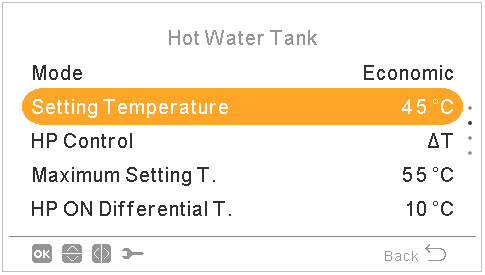 Hot Water Tank
Mode Economic
Setting Temperature 45 °C
HP Control ΔT
Maximum Setting T. 55 °C
HP ON Differential T. 10 °C
OK Back